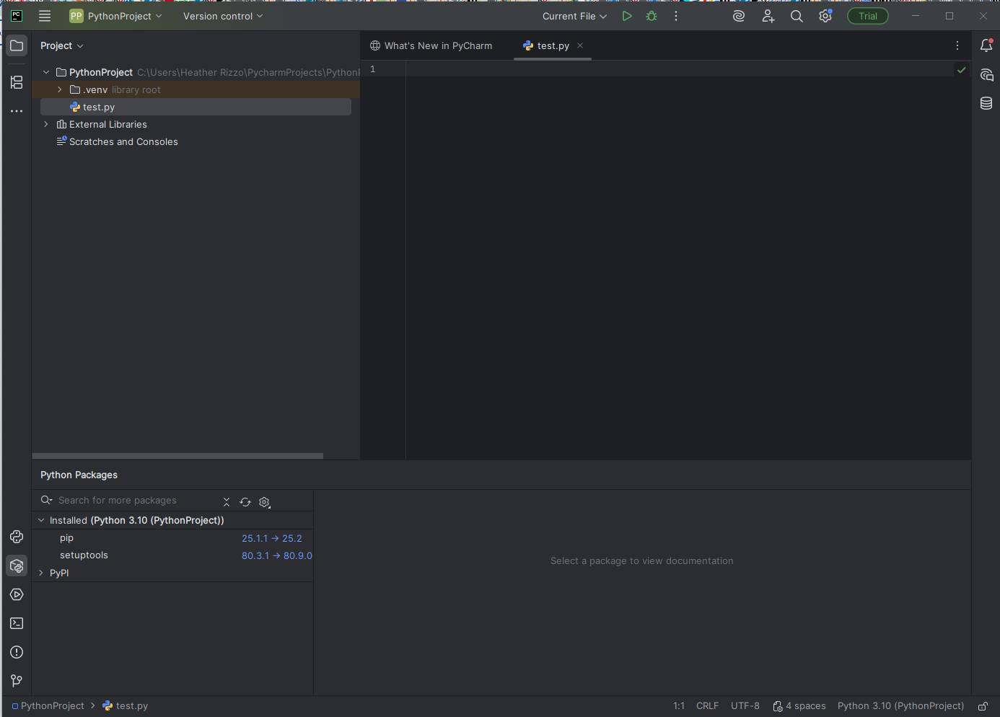 PC
PP PythonProject Version control Current File Trial
Project
What's New in PyCharm test.py
PythonProject C:\Users\Heather Rizzo\PycharmProjects\Python
1
.venv library root
test.py
External Libraries
Scratches and Consoles
Python Packages
Search for more packages
Installed (Python 3.10 (PythonProject))
pip 25.1.1 → 25.2
setuptools 80.3.1 → 80.9.0
Select a package to view documentation
PyPI
PythonProject > test.py 1:1 CRLF UTF-8 4 spaces Python 3.10 (PythonProject)